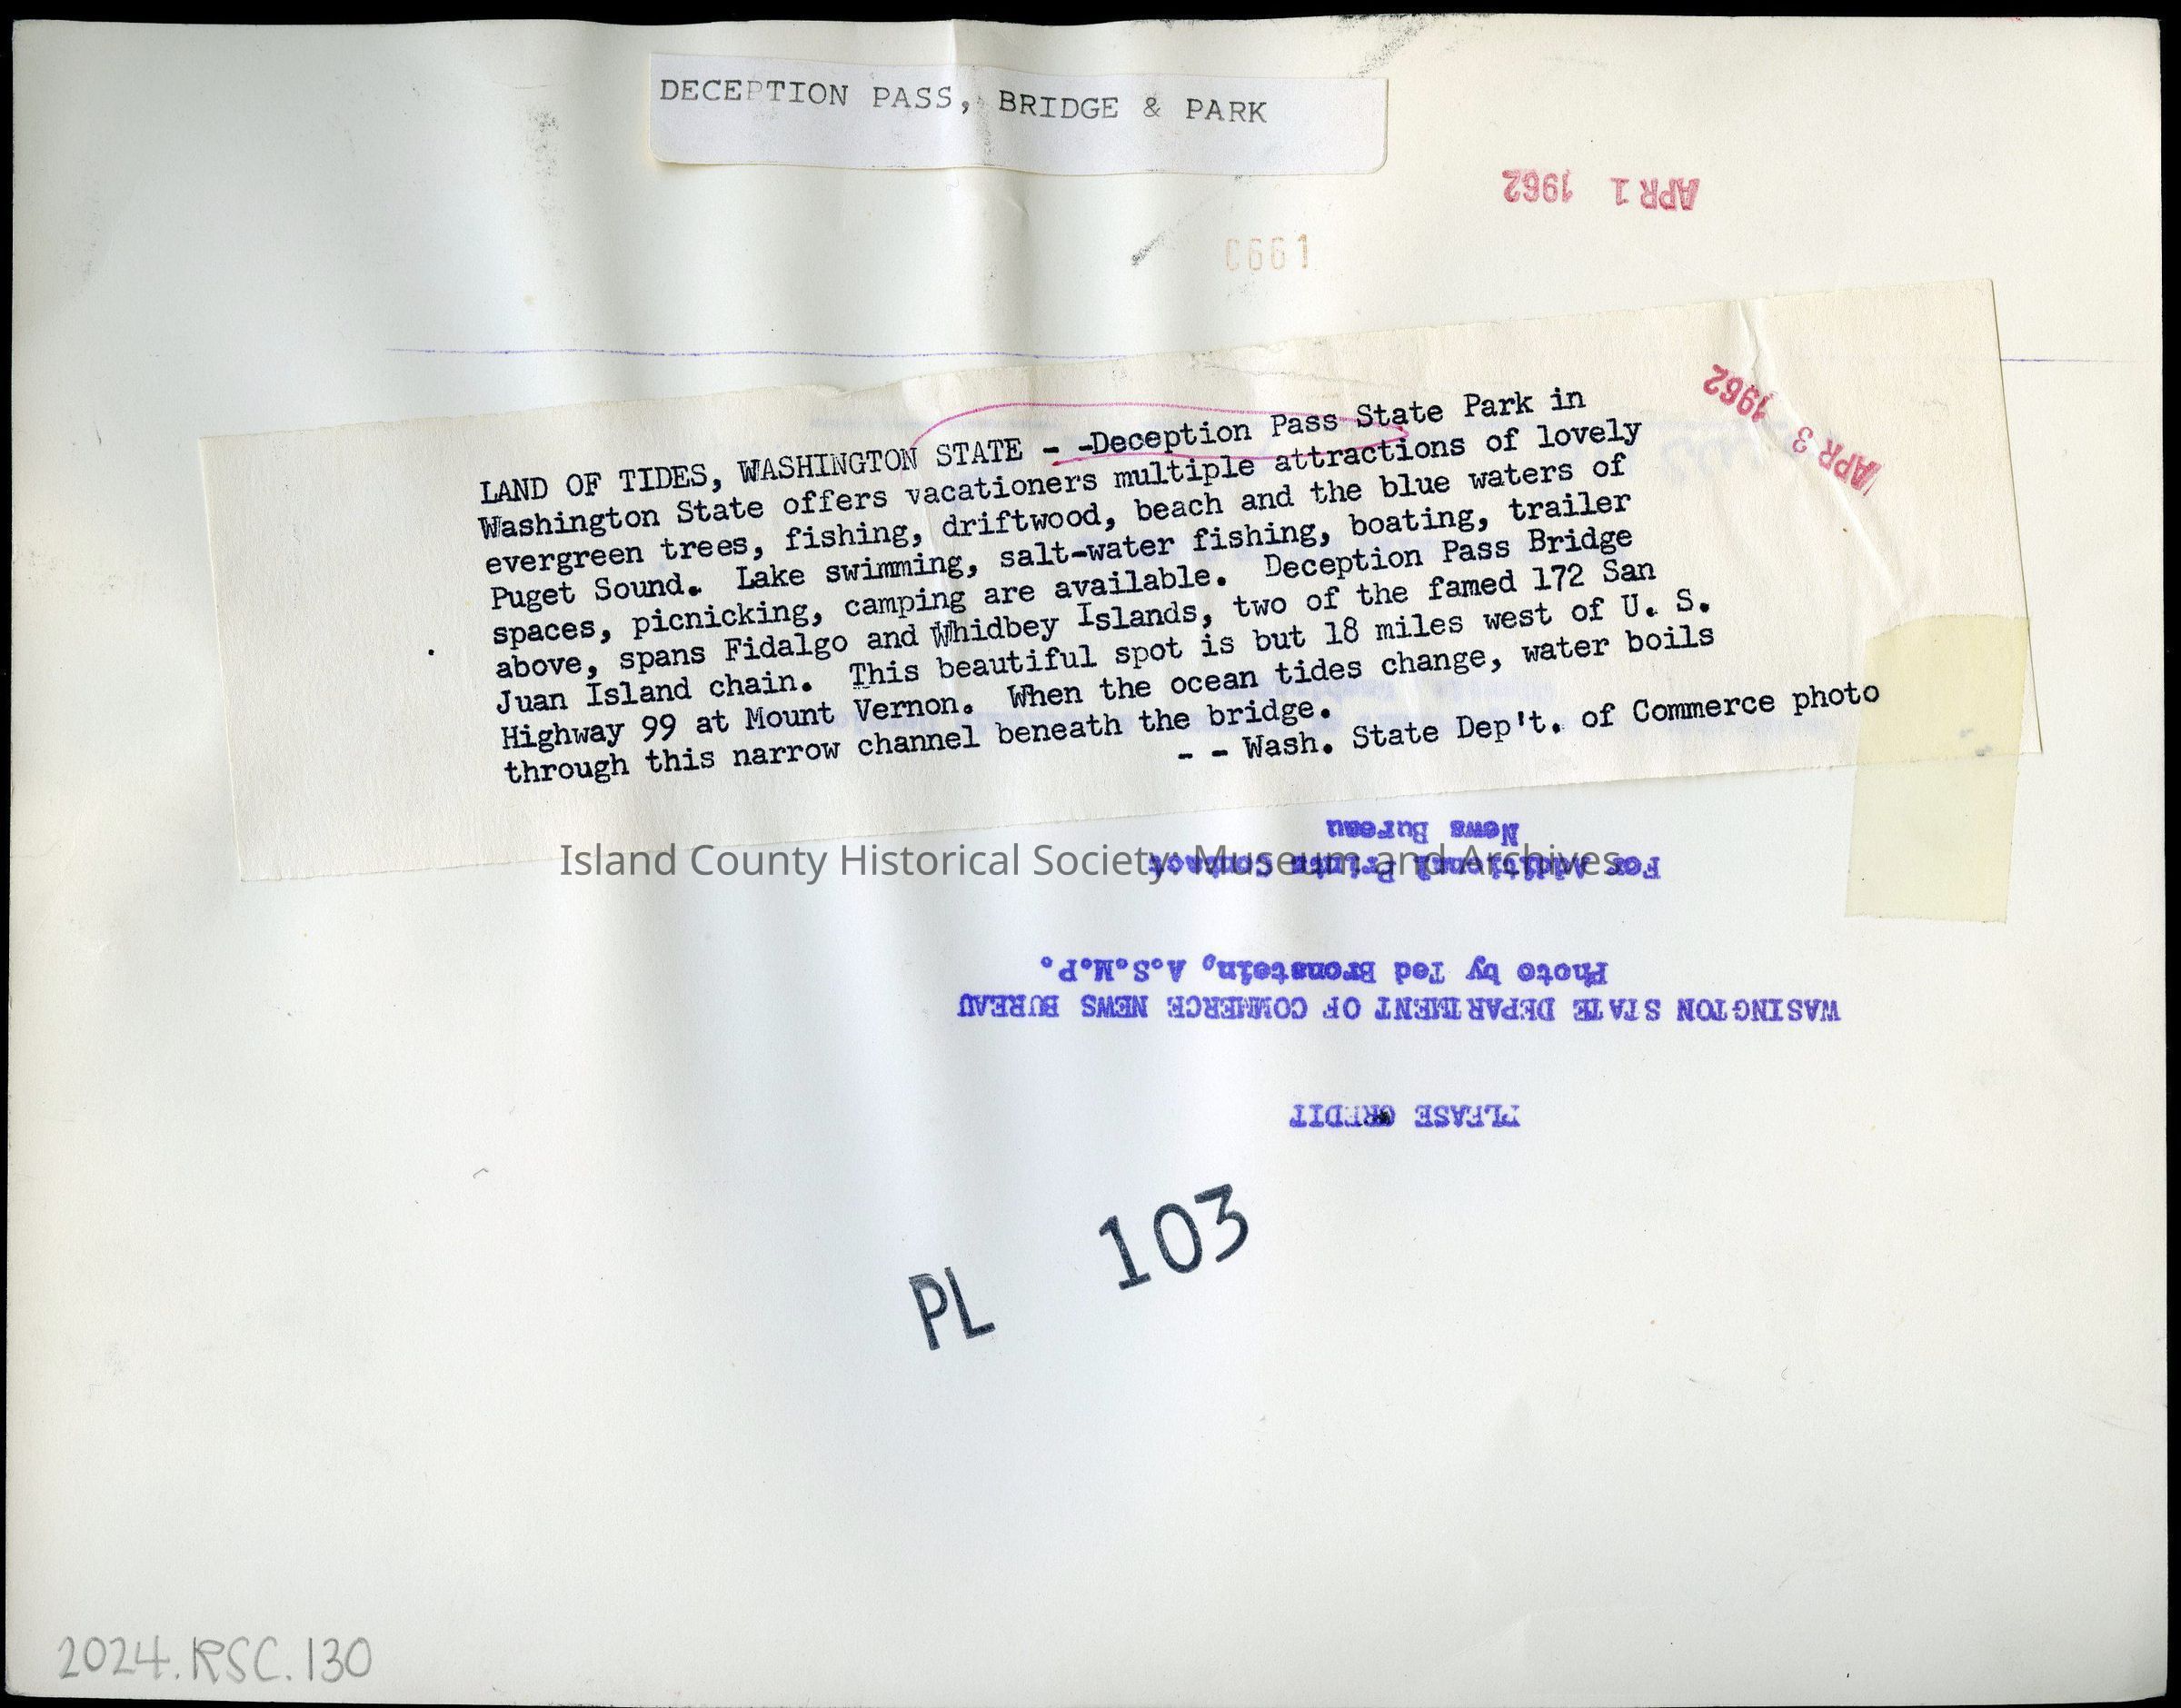 DECEPTION PASS, BRIDGE & PARK
APR 1 1962
C661
LAND OF TIDES, WASHINGTON STATE - -Deception Pass State Park in
Washington State offers vacationers multiple attractions of lovely
evergreen trees, fishing, driftwood, beach and the blue waters of
Puget Sound. Lake swimming, salt-water fishing, boating, trailer
spaces, picnicking, camping are available. Deception Pass Bridge
above, spans Fidalgo and Whidbey Islands, two of the famed 172 San
Juan Island chain. This beautiful spot is but 18 miles west of U. S.
Highway 99 at Mount Vernon. When the ocean tides change, water boils
through this narrow channel beneath the bridge.
- - Wash. State Dep't. of Commerce photo
APR 3 1962
Island County Historical Society: Museum and Archives
PLEASE CREDIT
WASINGTON STATE DEPARTMENT OF COMMERCE NEWS BUREAU
Photo by Ted Bronstein, A.S.M.P.
For Additional Prints Contact
News Bureau
PL 103
2024.RSC.130